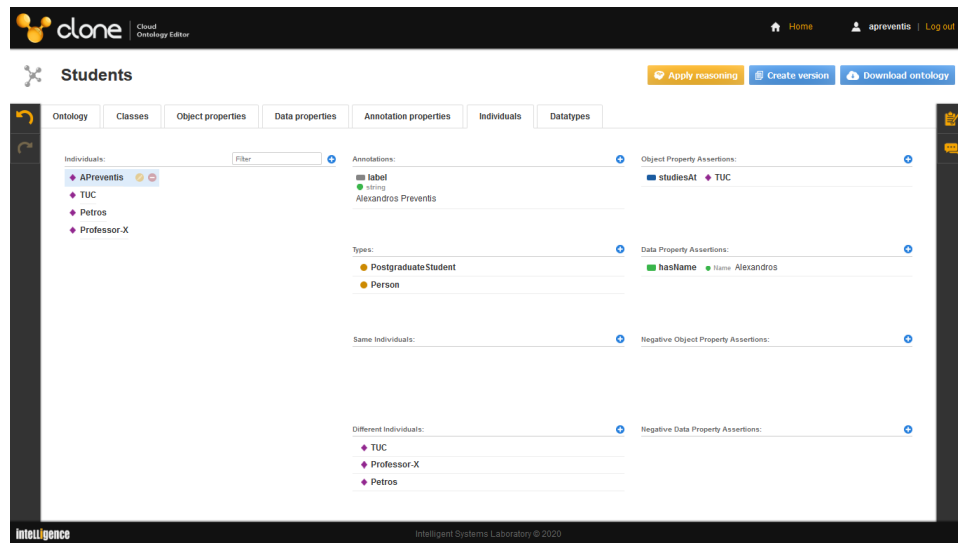 clone Cloud Ontology Editor
Home apreventis | Log out
Students
Apply reasoning Create version Download ontology
Ontology Classes Object properties Data properties Annotation properties Individuals Datatypes
Individuals: Filter
APreventis
TUC
Petros
Professor-X
Annotations:
label
string
Alexandros Preventis
Types:
PostgraduateStudent
Person
Same Individuals:
Different Individuals:
TUC
Professor-X
Petros
Object Property Assertions:
studiesAt TUC
Data Property Assertions:
hasName Name Alexandros
Negative Object Property Assertions:
Negative Data Property Assertions:
intelligence Intelligent Systems Laboratory © 2020